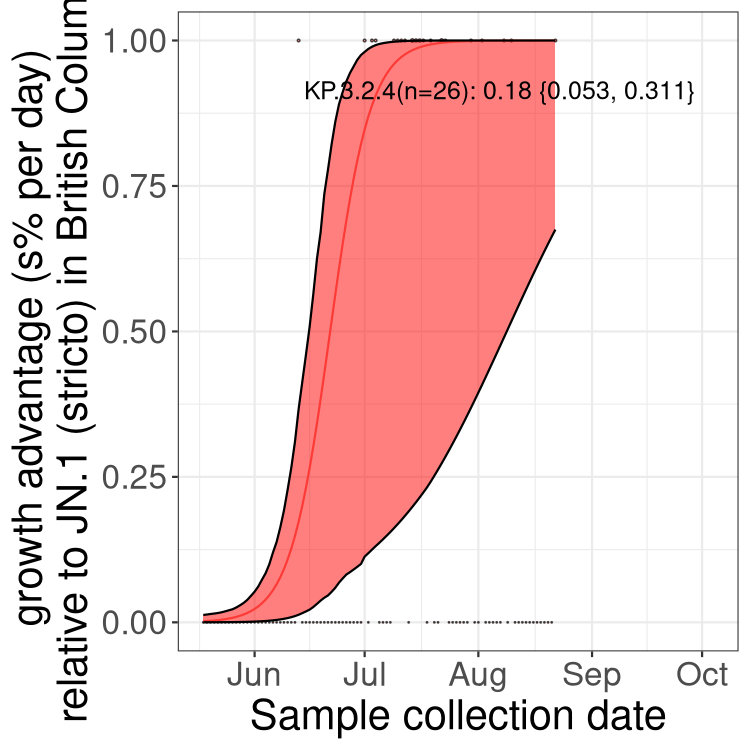 growth advantage (s% per day)
relative to JN.1 (stricto) in British Colum
1.00
0.75
0.50
0.25
0.00
KP.3.2.4(n=26): 0.18 {0.053, 0.311}
Jun Jul Aug Sep Oct
Sample collection date